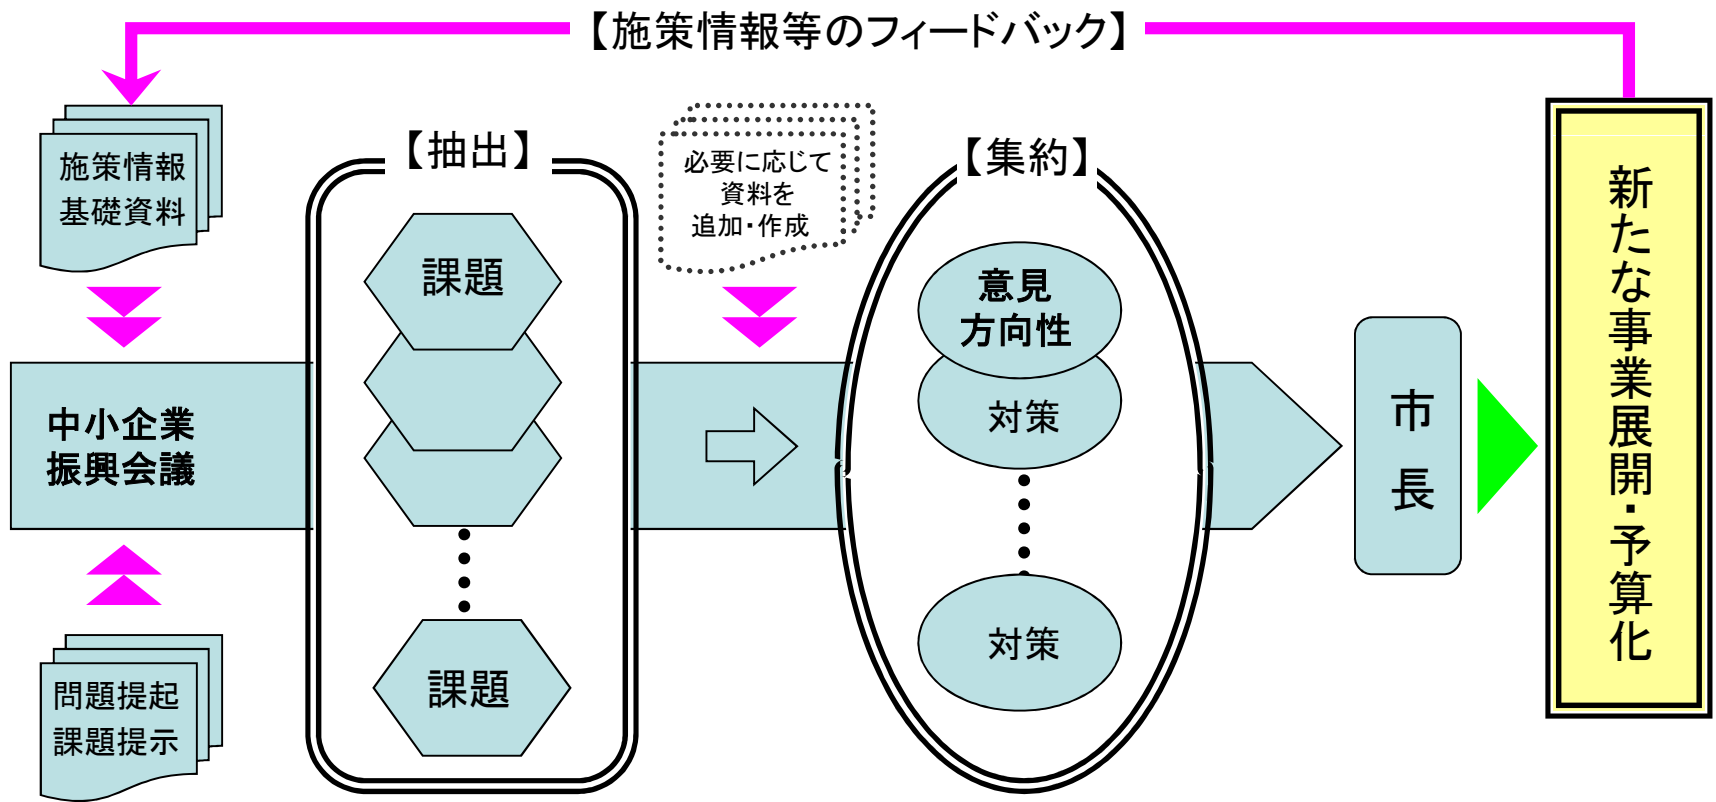 【施策情報等のフィードバック】
施策情報
基礎資料
【抽出】
必要に応じて
資料を
追加・作成
【集約】
課題
意見
方向性
対策
中小企業
振興会議
市長
新たな事業展開・予算化
問題提起
課題提示
課題
対策